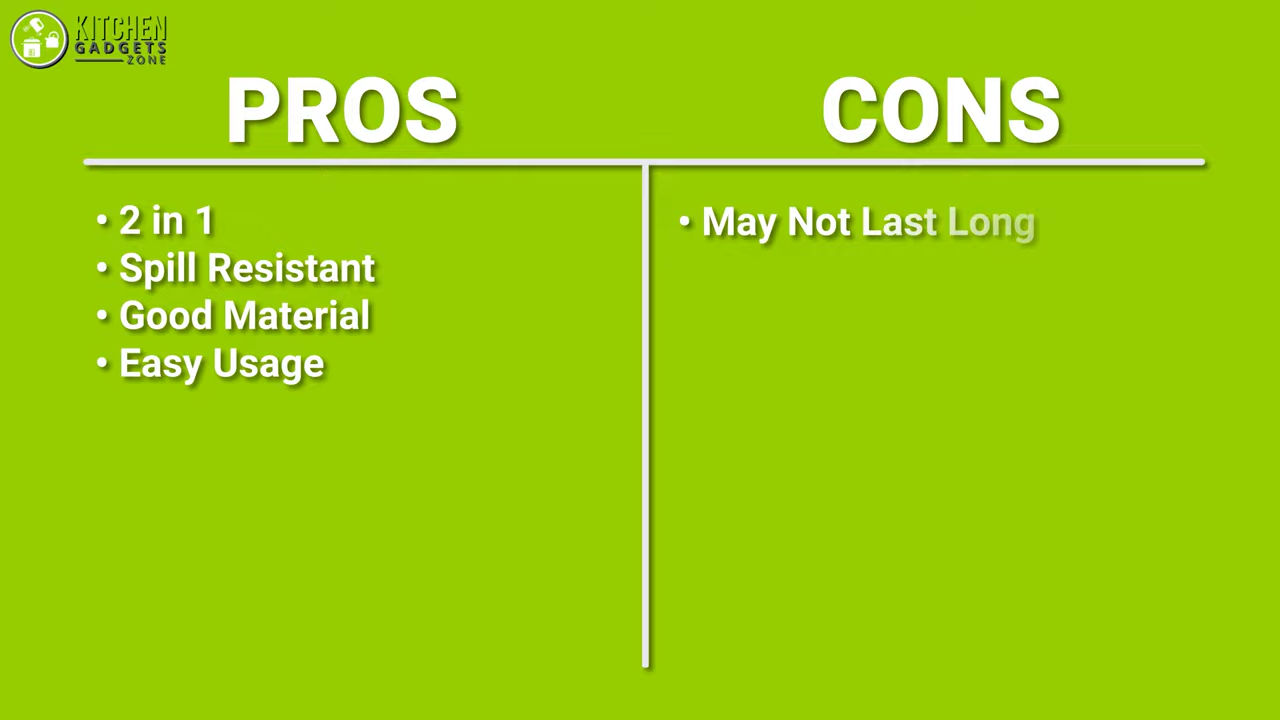 KITCHEN
GADGETS
ZONE
PROS
CONS
• 2 in 1
• Spill Resistant
• Good Material
• Easy Usage
• May Not Last Long